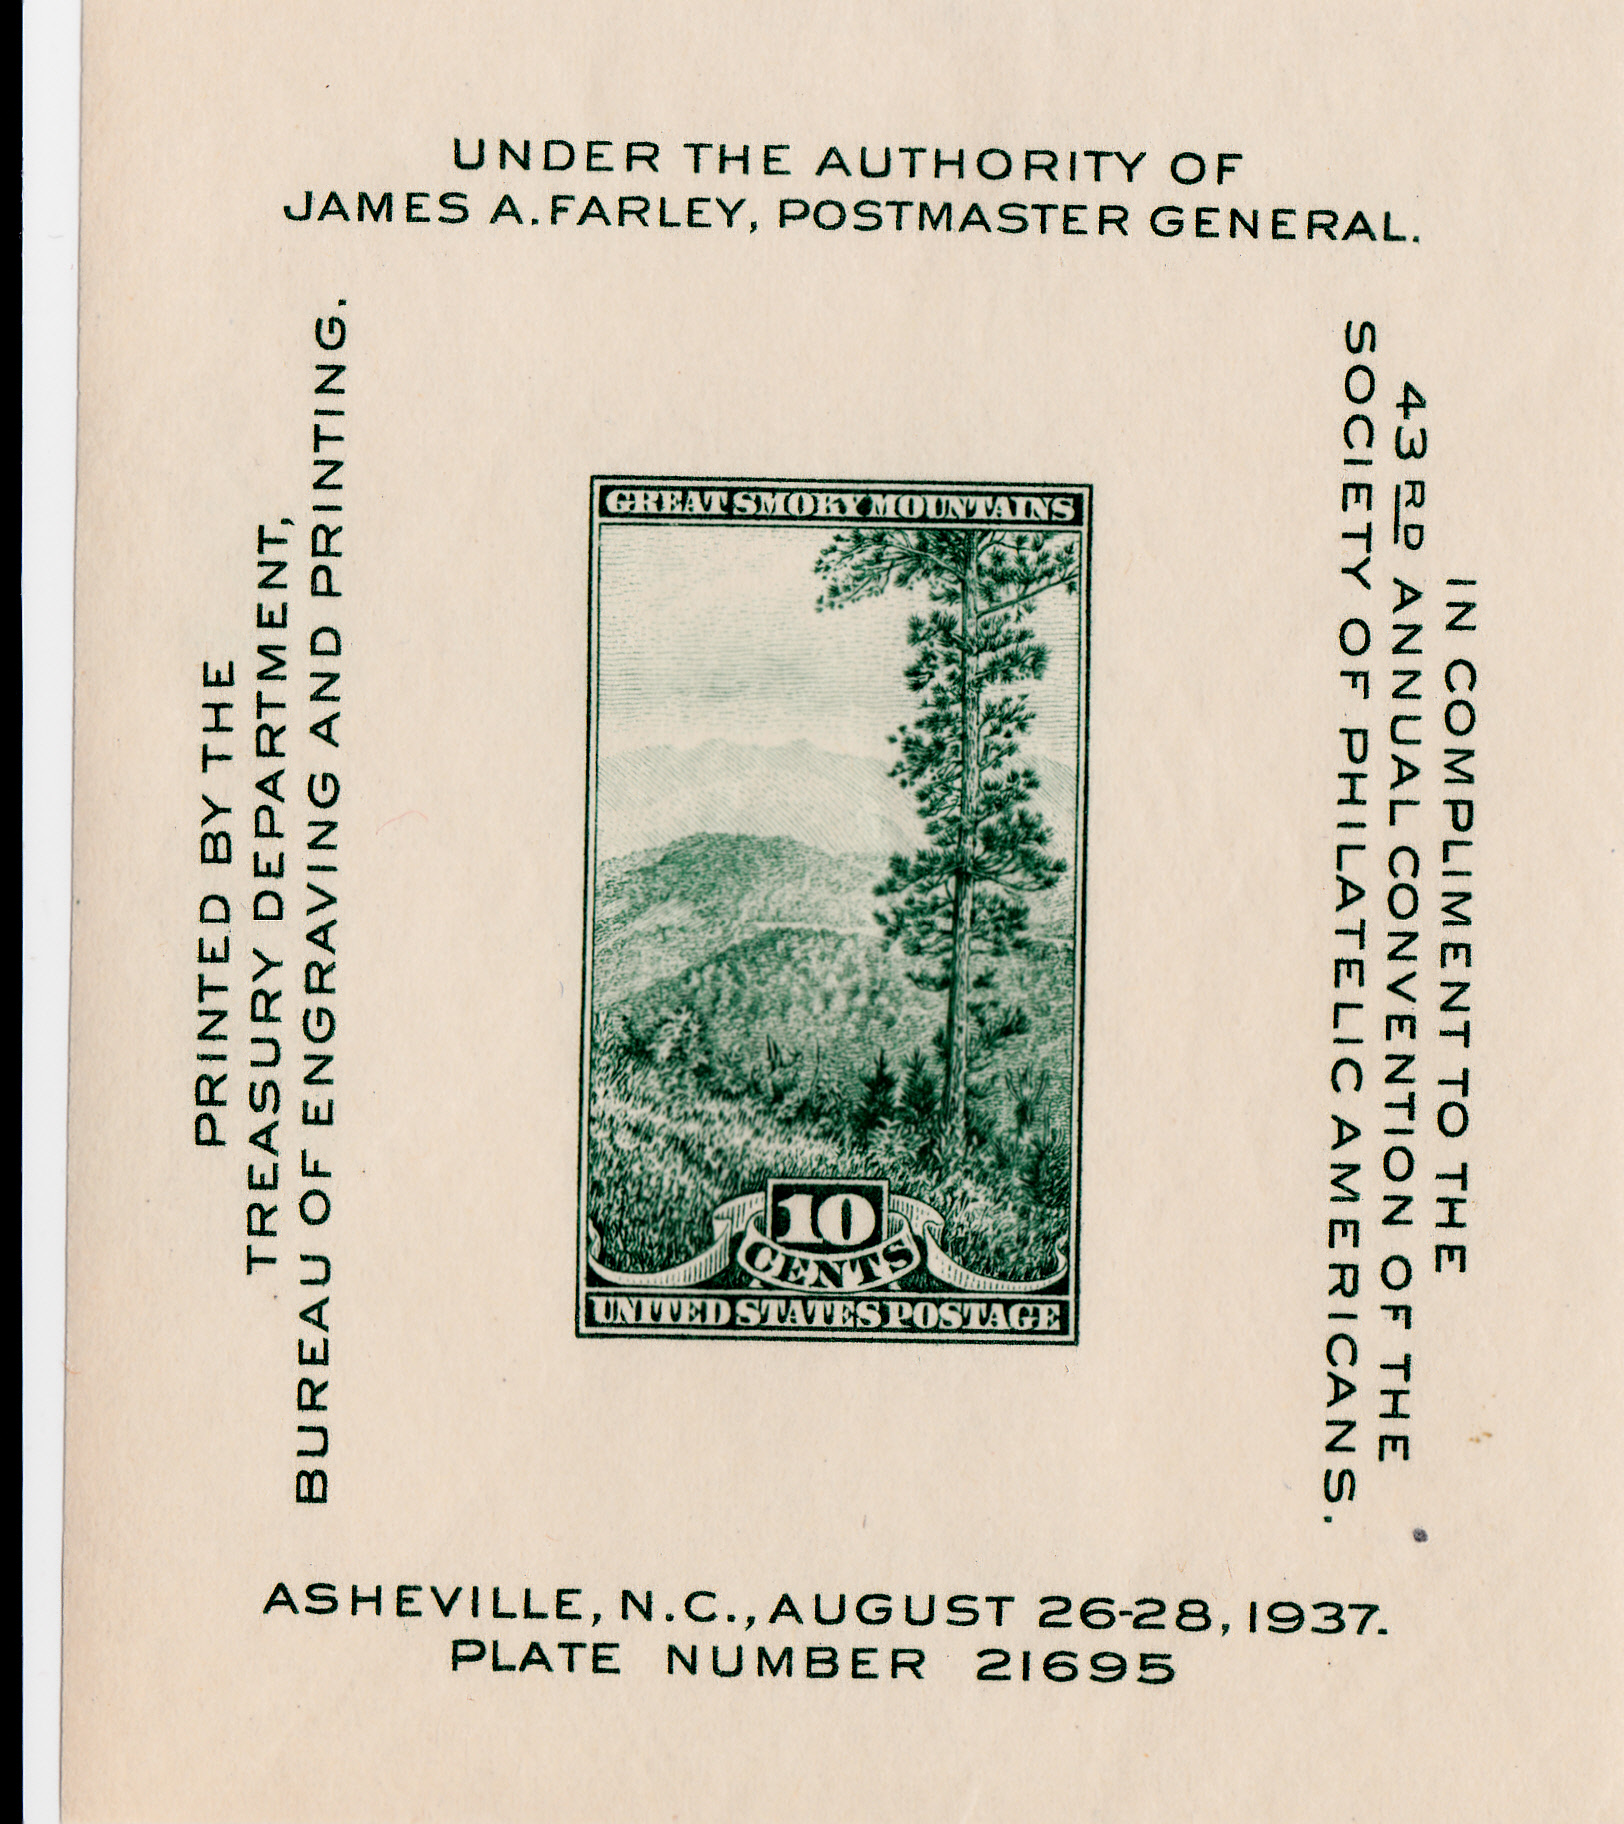 UNDER THE AUTHORITY OF
JAMES A. FARLEY, POSTMASTER GENERAL.
PRINTED BY THE
TREASURY DEPARTMENT,
BUREAU OF ENGRAVING AND PRINTING.
GREAT SMOKY MOUNTAINS
10
CENTS
UNITED STATES POSTAGE
IN COMPLIMENT TO THE
43RD ANNUAL CONVENTION OF THE
SOCIETY OF PHILATELIC AMERICANS.
ASHEVILLE, N.C., AUGUST 26-28, 1937.
PLATE NUMBER 21695